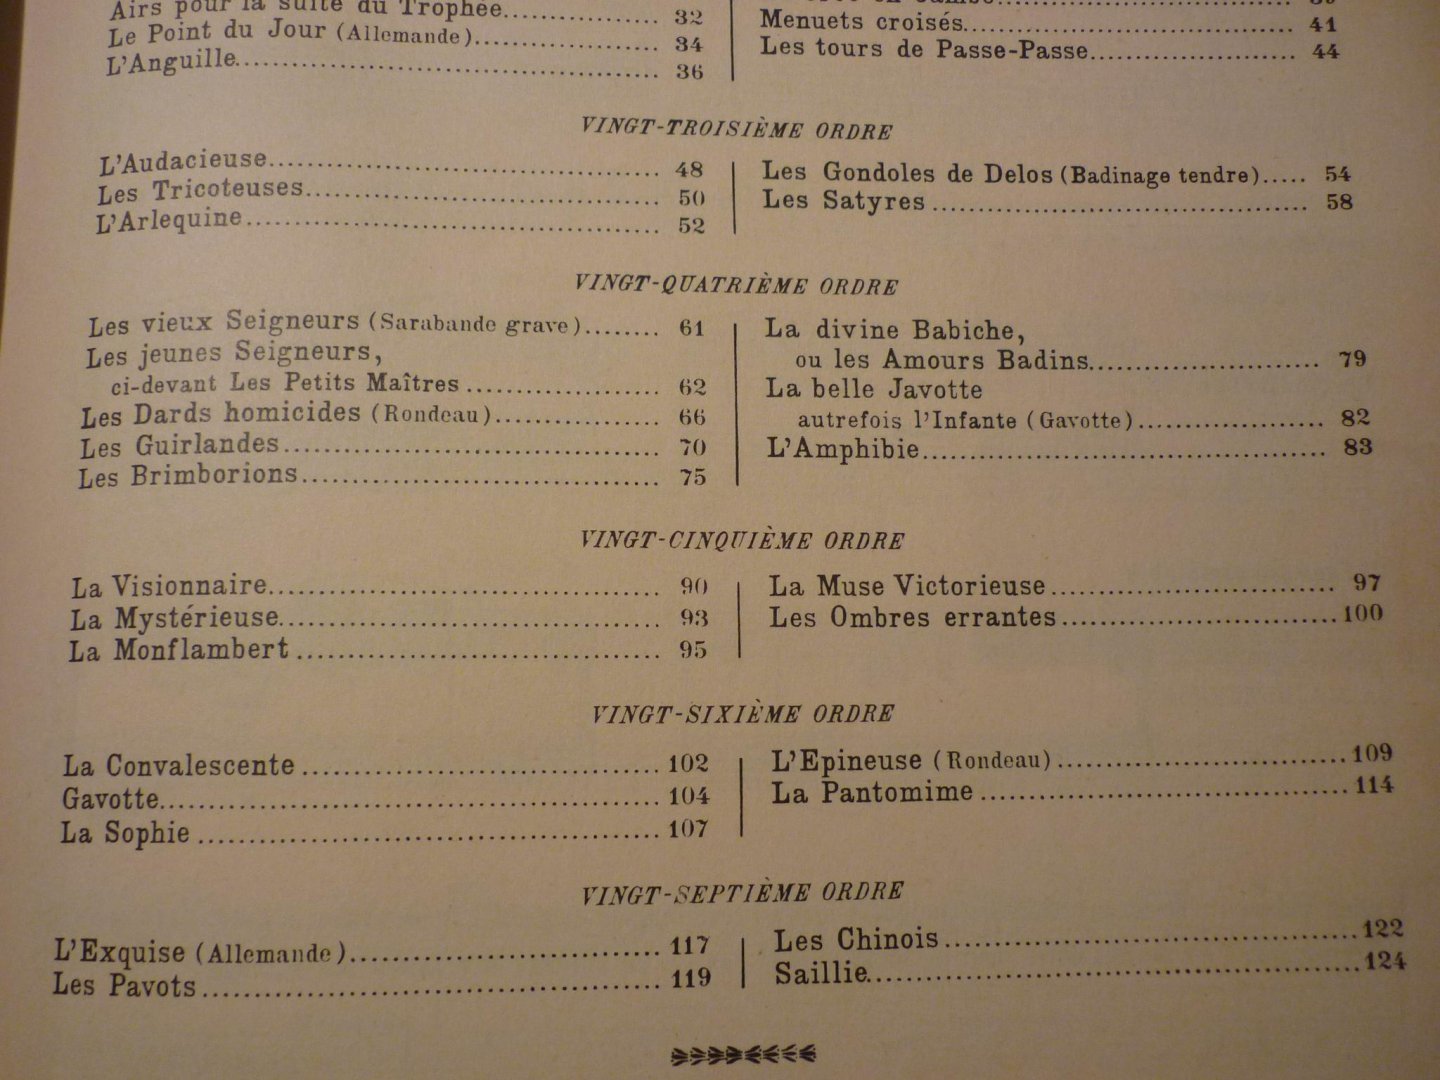 Airs pour la suite du Trophée 32
Le Point du Jour (Allemande) 34
L'Anguille 36
39
Menuets croisés 41
Les tours de Passe-Passe 44
VINGT-TROISIÈME ORDRE
L'Audacieuse 48
Les Tricoteuses 50
L'Arlequine 52
Les Gondoles de Delos (Badinage tendre) 54
Les Satyres 58
VINGT-QUATRIÈME ORDRE
Les vieux Seigneurs (Sarabande grave) 61
Les jeunes Seigneurs,
ci-devant Les Petits Maîtres 62
Les Dards homicides (Rondeau) 66
Les Guirlandes 70
Les Brimborions 75
La divine Babiche,
ou les Amours Badins 79
La belle Javotte
autrefois l'Infante (Gavotte) 82
L'Amphibie 83
VINGT-CINQUIÈME ORDRE
La Visionnaire 90
La Mystérieuse 93
La Monflambert 95
La Muse Victorieuse 97
Les Ombres errantes 100
VINGT-SIXIÈME ORDRE
La Convalescente 102
Gavotte 104
La Sophie 107
L'Epineuse (Rondeau) 109
La Pantomime 114
VINGT-SEPTIÈME ORDRE
L'Exquise (Allemande) 117
Les Pavots 119
Les Chinois 122
Saillie 124